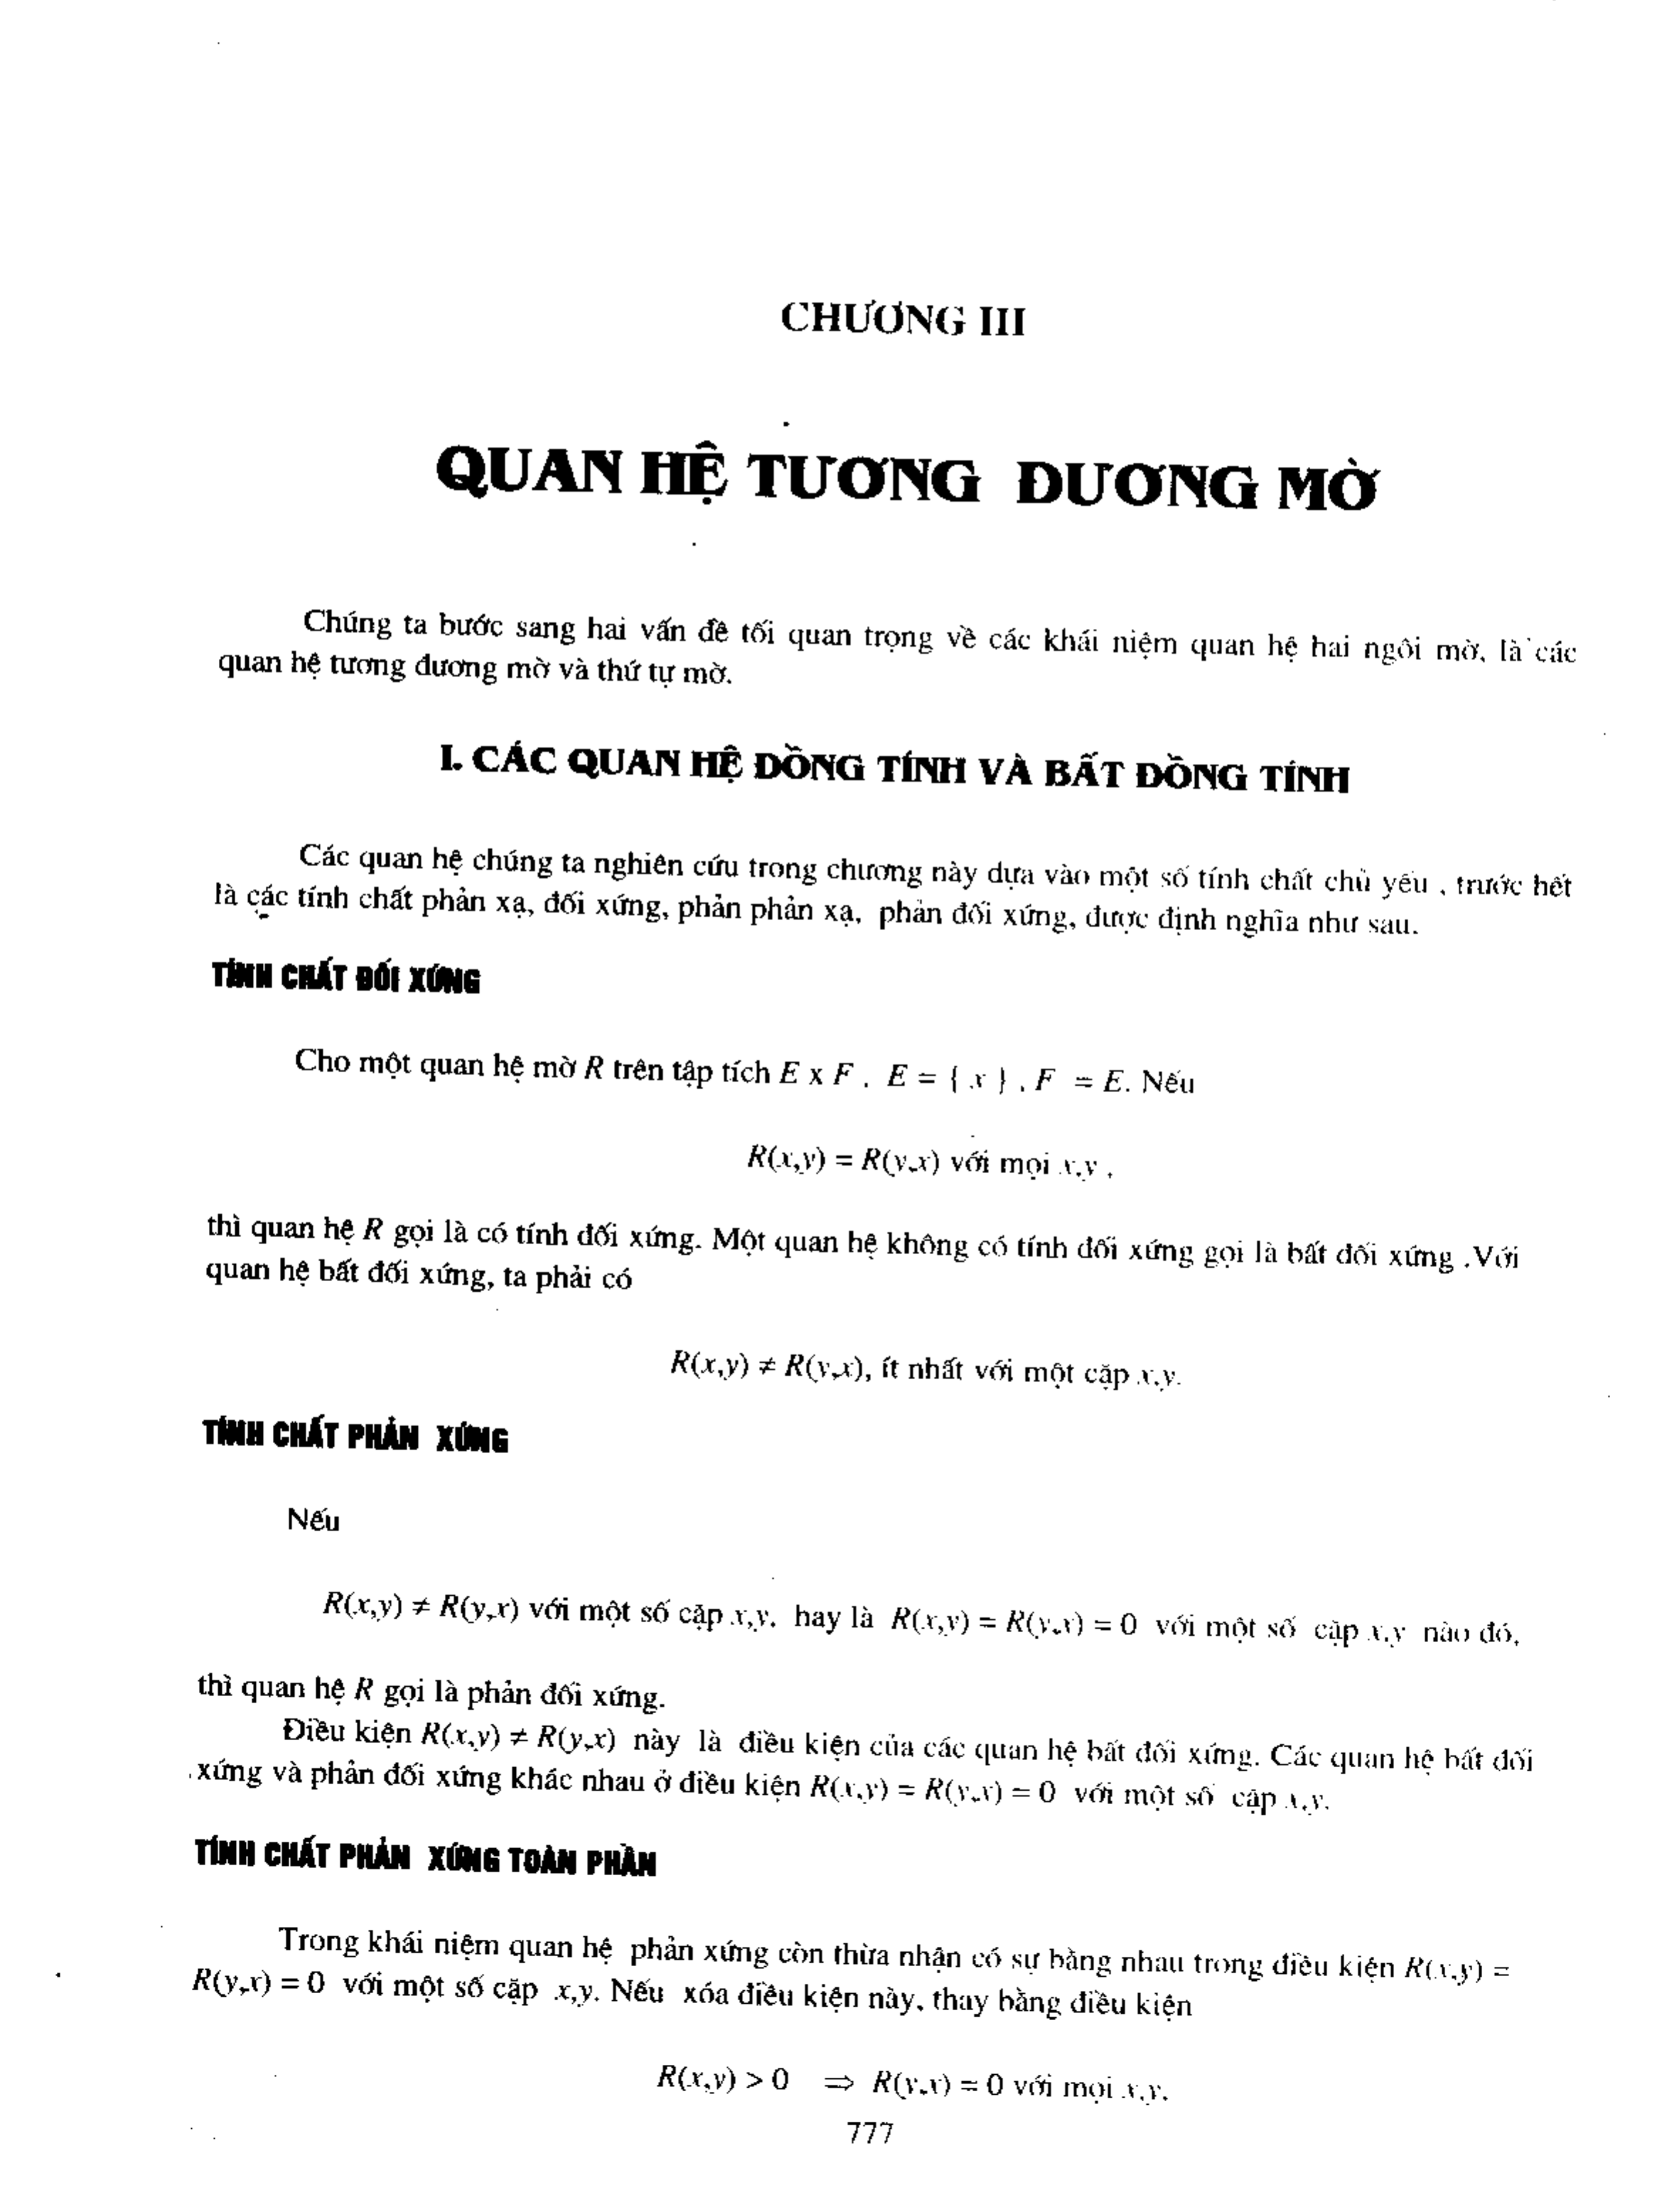 CHƯƠNG III
QUAN HỆ TƯƠNG ĐƯƠNG MỜ
Chúng ta bước sang hai vấn đề tối quan trọng về các khái niệm quan hệ hai ngôi mờ, là các
quan hệ tương đương mờ và thứ tự mờ.
I. CÁC QUAN HỆ ĐỒNG TÍNH VÀ BẤT ĐỒNG TÍNH
Các quan hệ chúng ta nghiên cứu trong chương này dựa vào một số tính chất chủ yếu , trước hết
là các tính chất phản xạ, đối xứng, phản phản xạ, phản đối xứng, được định nghĩa như sau.
TÍNH CHẤT ĐỐI XỨNG
Cho một quan hệ mờ R trên tập tích E x F , E = { x } , F = E. Nếu
R(x,y) = R(y,x) với mọi x,y ,
thì quan hệ R gọi là có tính đối xứng. Một quan hệ không có tính đối xứng gọi là bất đối xứng .Với
quan hệ bất đối xứng, ta phải có
R(x,y) ≠ R(y,x), ít nhất với một cặp x,y.
TÍNH CHẤT PHẢN XỨNG
Nếu
R(x,y) ≠ R(y,x) với một số cặp x,y, hay là R(x,y) = R(y,x) = 0 với một số cặp x,y nào đó,
thì quan hệ R gọi là phản đối xứng.
Điều kiện R(x,y) ≠ R(y,x) này là điều kiện của các quan hệ bất đối xứng. Các quan hệ bất đối
xứng và phản đối xứng khác nhau ở điều kiện R(x,y) = R(y,x) = 0 với một số cặp x,y.
TÍNH CHẤT PHẢN XỨNG TOÀN PHẦN
Trong khái niệm quan hệ phản xứng còn thừa nhận có sự bằng nhau trong điều kiện R(x,y) =
R(y,x) = 0 với một số cặp x,y. Nếu xóa điều kiện này, thay bằng điều kiện
R(x,y) > 0 ⇒ R(y,x) = 0 với mọi x,y,
777